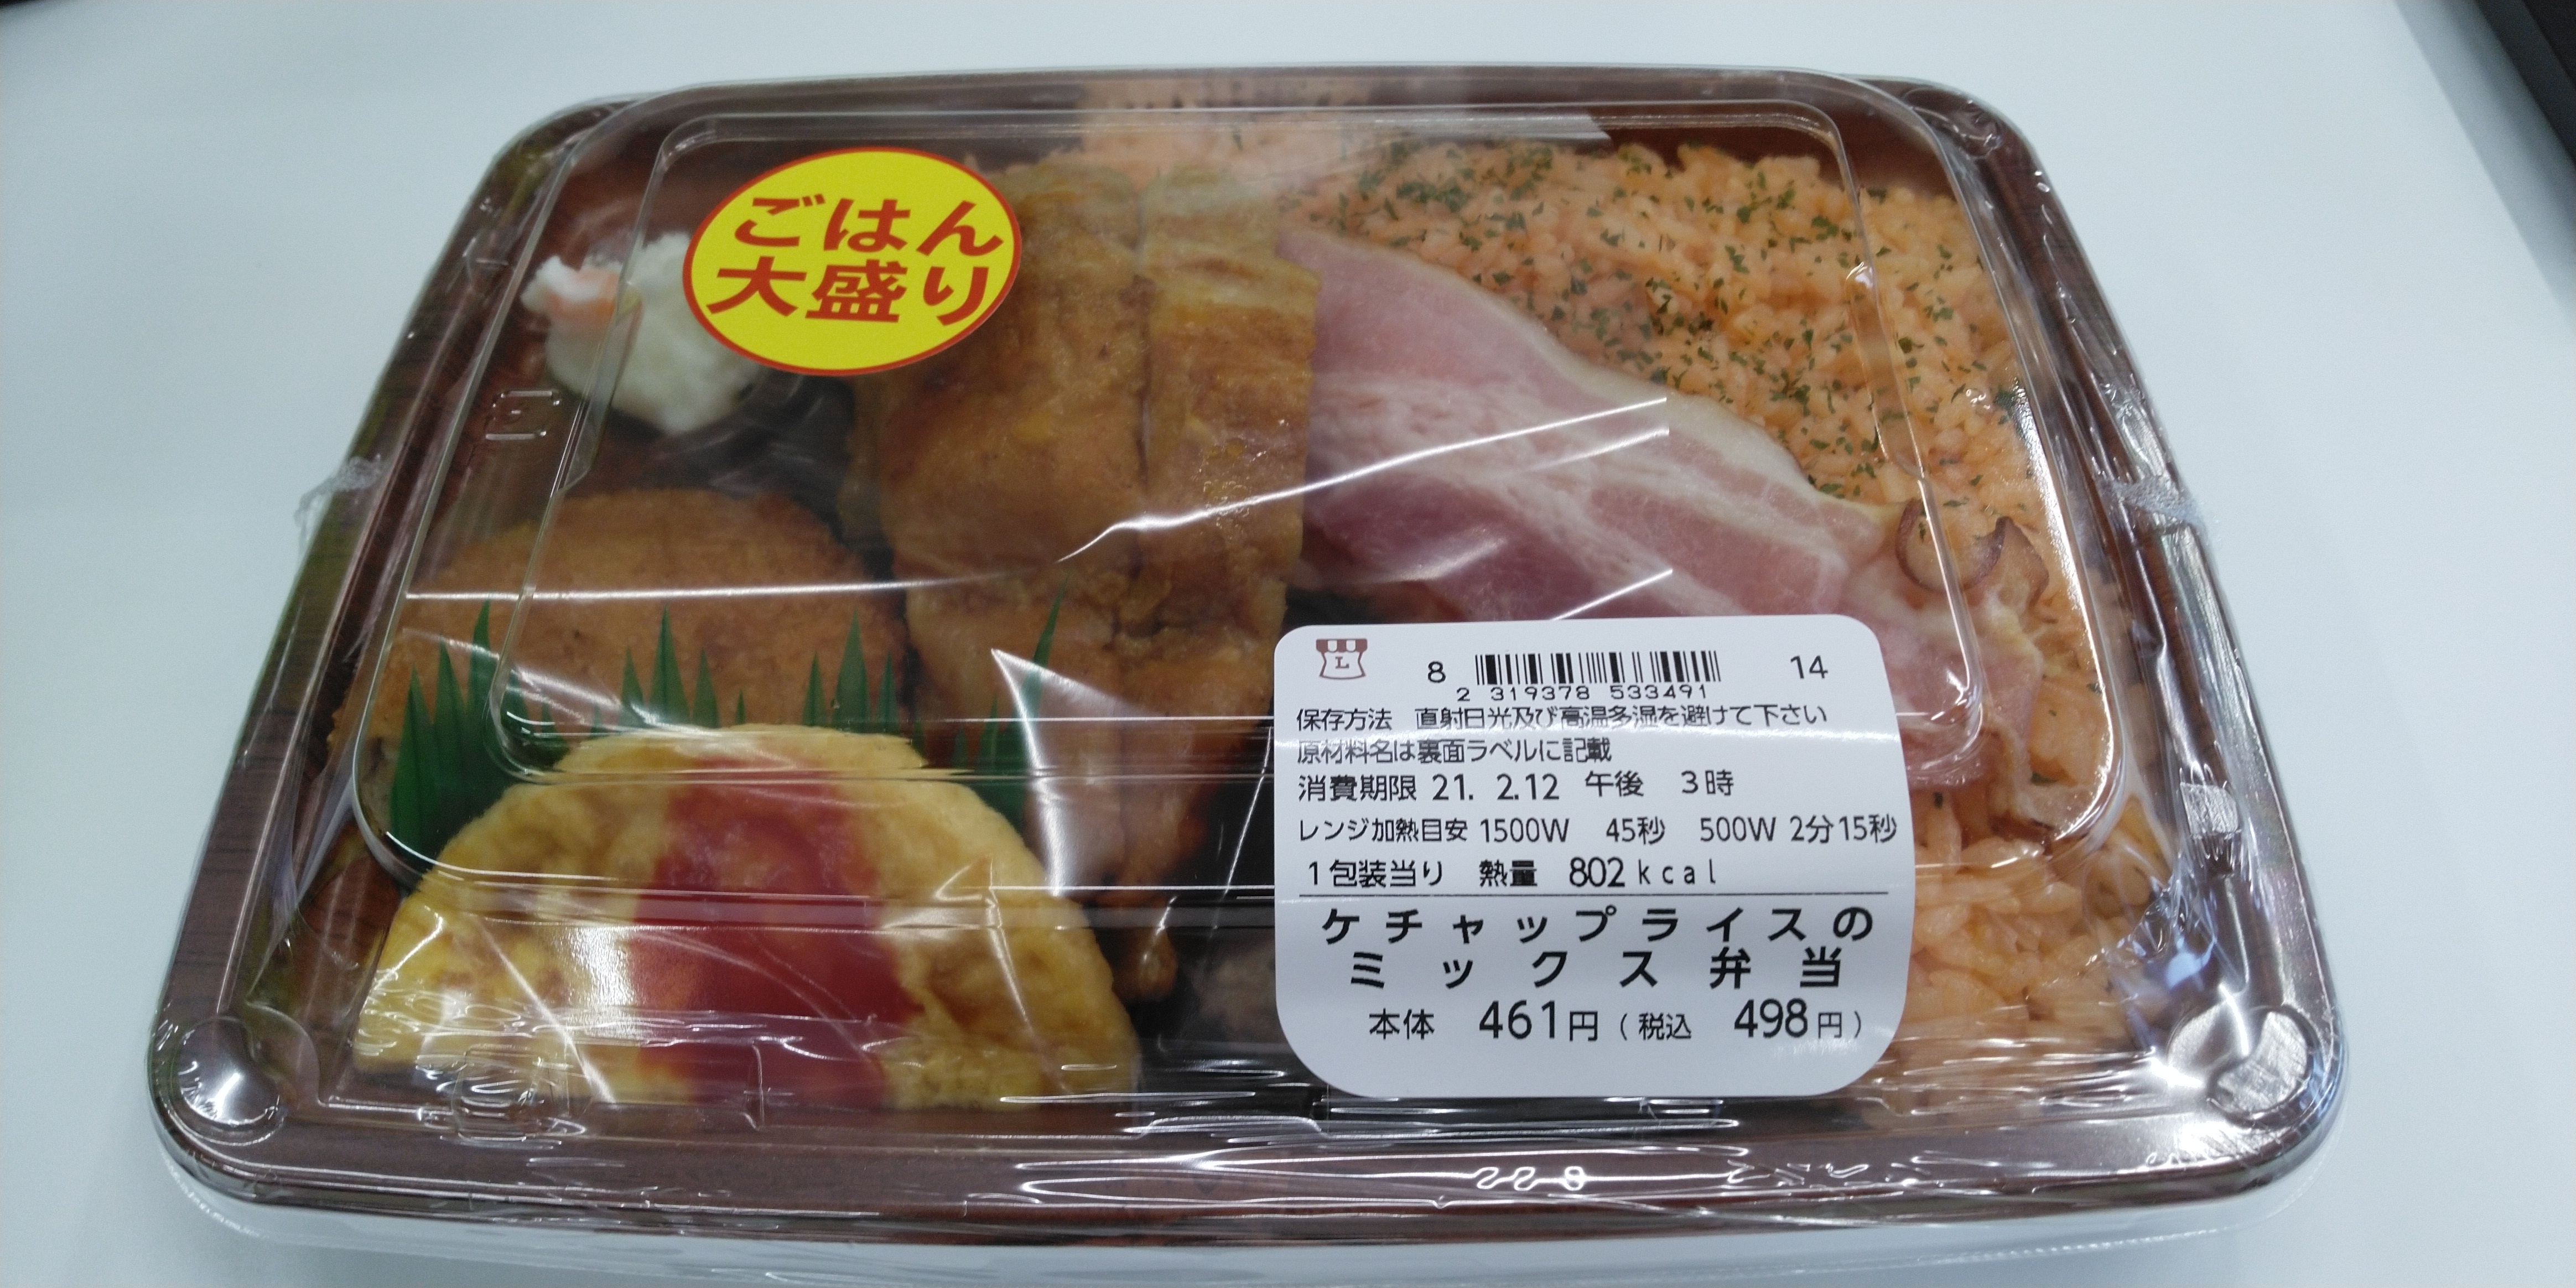 ごはん
大盛り
L
8 14
2 319378 533491
保存方法 直射日光及び高温多湿を避けて下さい
原材料名は裏面ラベルに記載
消費期限 21. 2.12 午後 3時
レンジ加熱目安 1500W 45秒 500W 2分15秒
1包装当り 熱量 802kcal
ケチャップライスの
ミックス弁当
本体 461円(税込 498円)